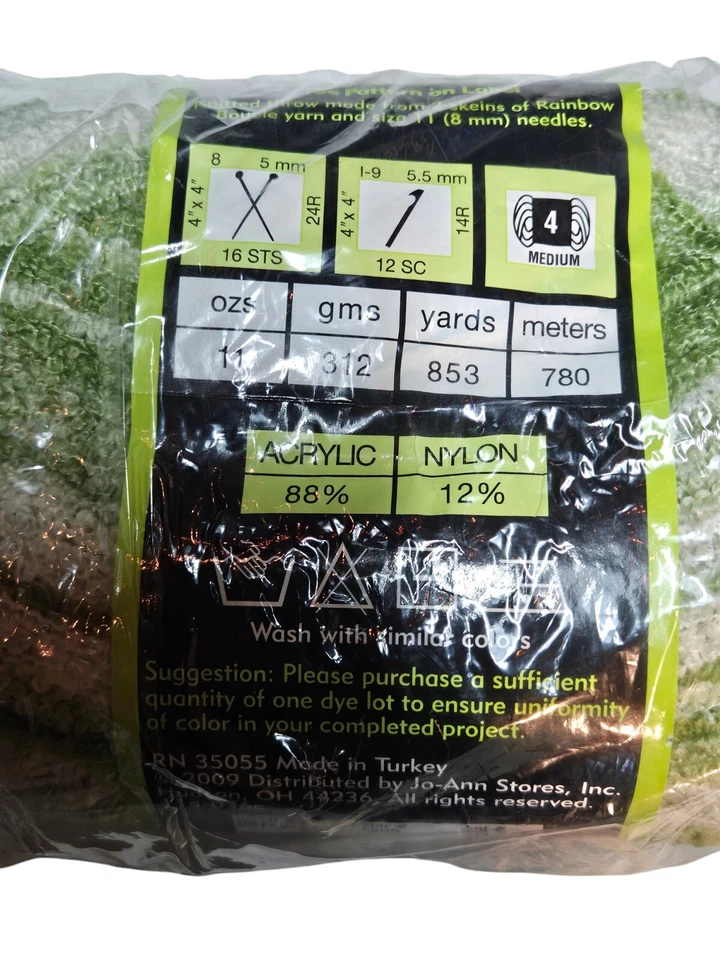 Pattern on Label
Knitted throw made from skeins of Rainbow
Boucle yarn and size 11 (8 mm) needles.
8 5 mm
4" x 4"
24R
16 STS
I-9 5.5 mm
4" x 4"
14R
12 SC
4
MEDIUM
ozs gms yards meters
11 312 853 780
ACRYLIC NYLON
88% 12%
Wash with similar colors
Suggestion: Please purchase a sufficient
quantity of one dye lot to ensure uniformity
of color in your completed project.
RN 35055 Made in Turkey
© 2009 Distributed by Jo-Ann Stores, Inc.
OH 44236. All rights reserved.